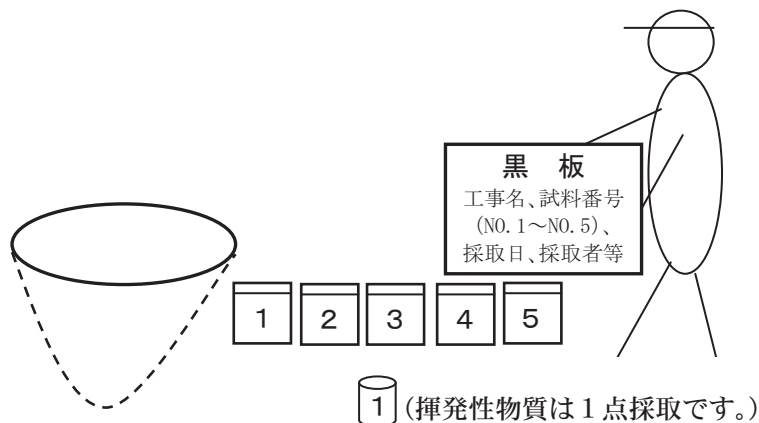 黒 板
工事名、試料番号
(NO.1～NO.5)、
採取日、採取者等
1 2 3 4 5
1 (揮発性物質は１点採取です。)